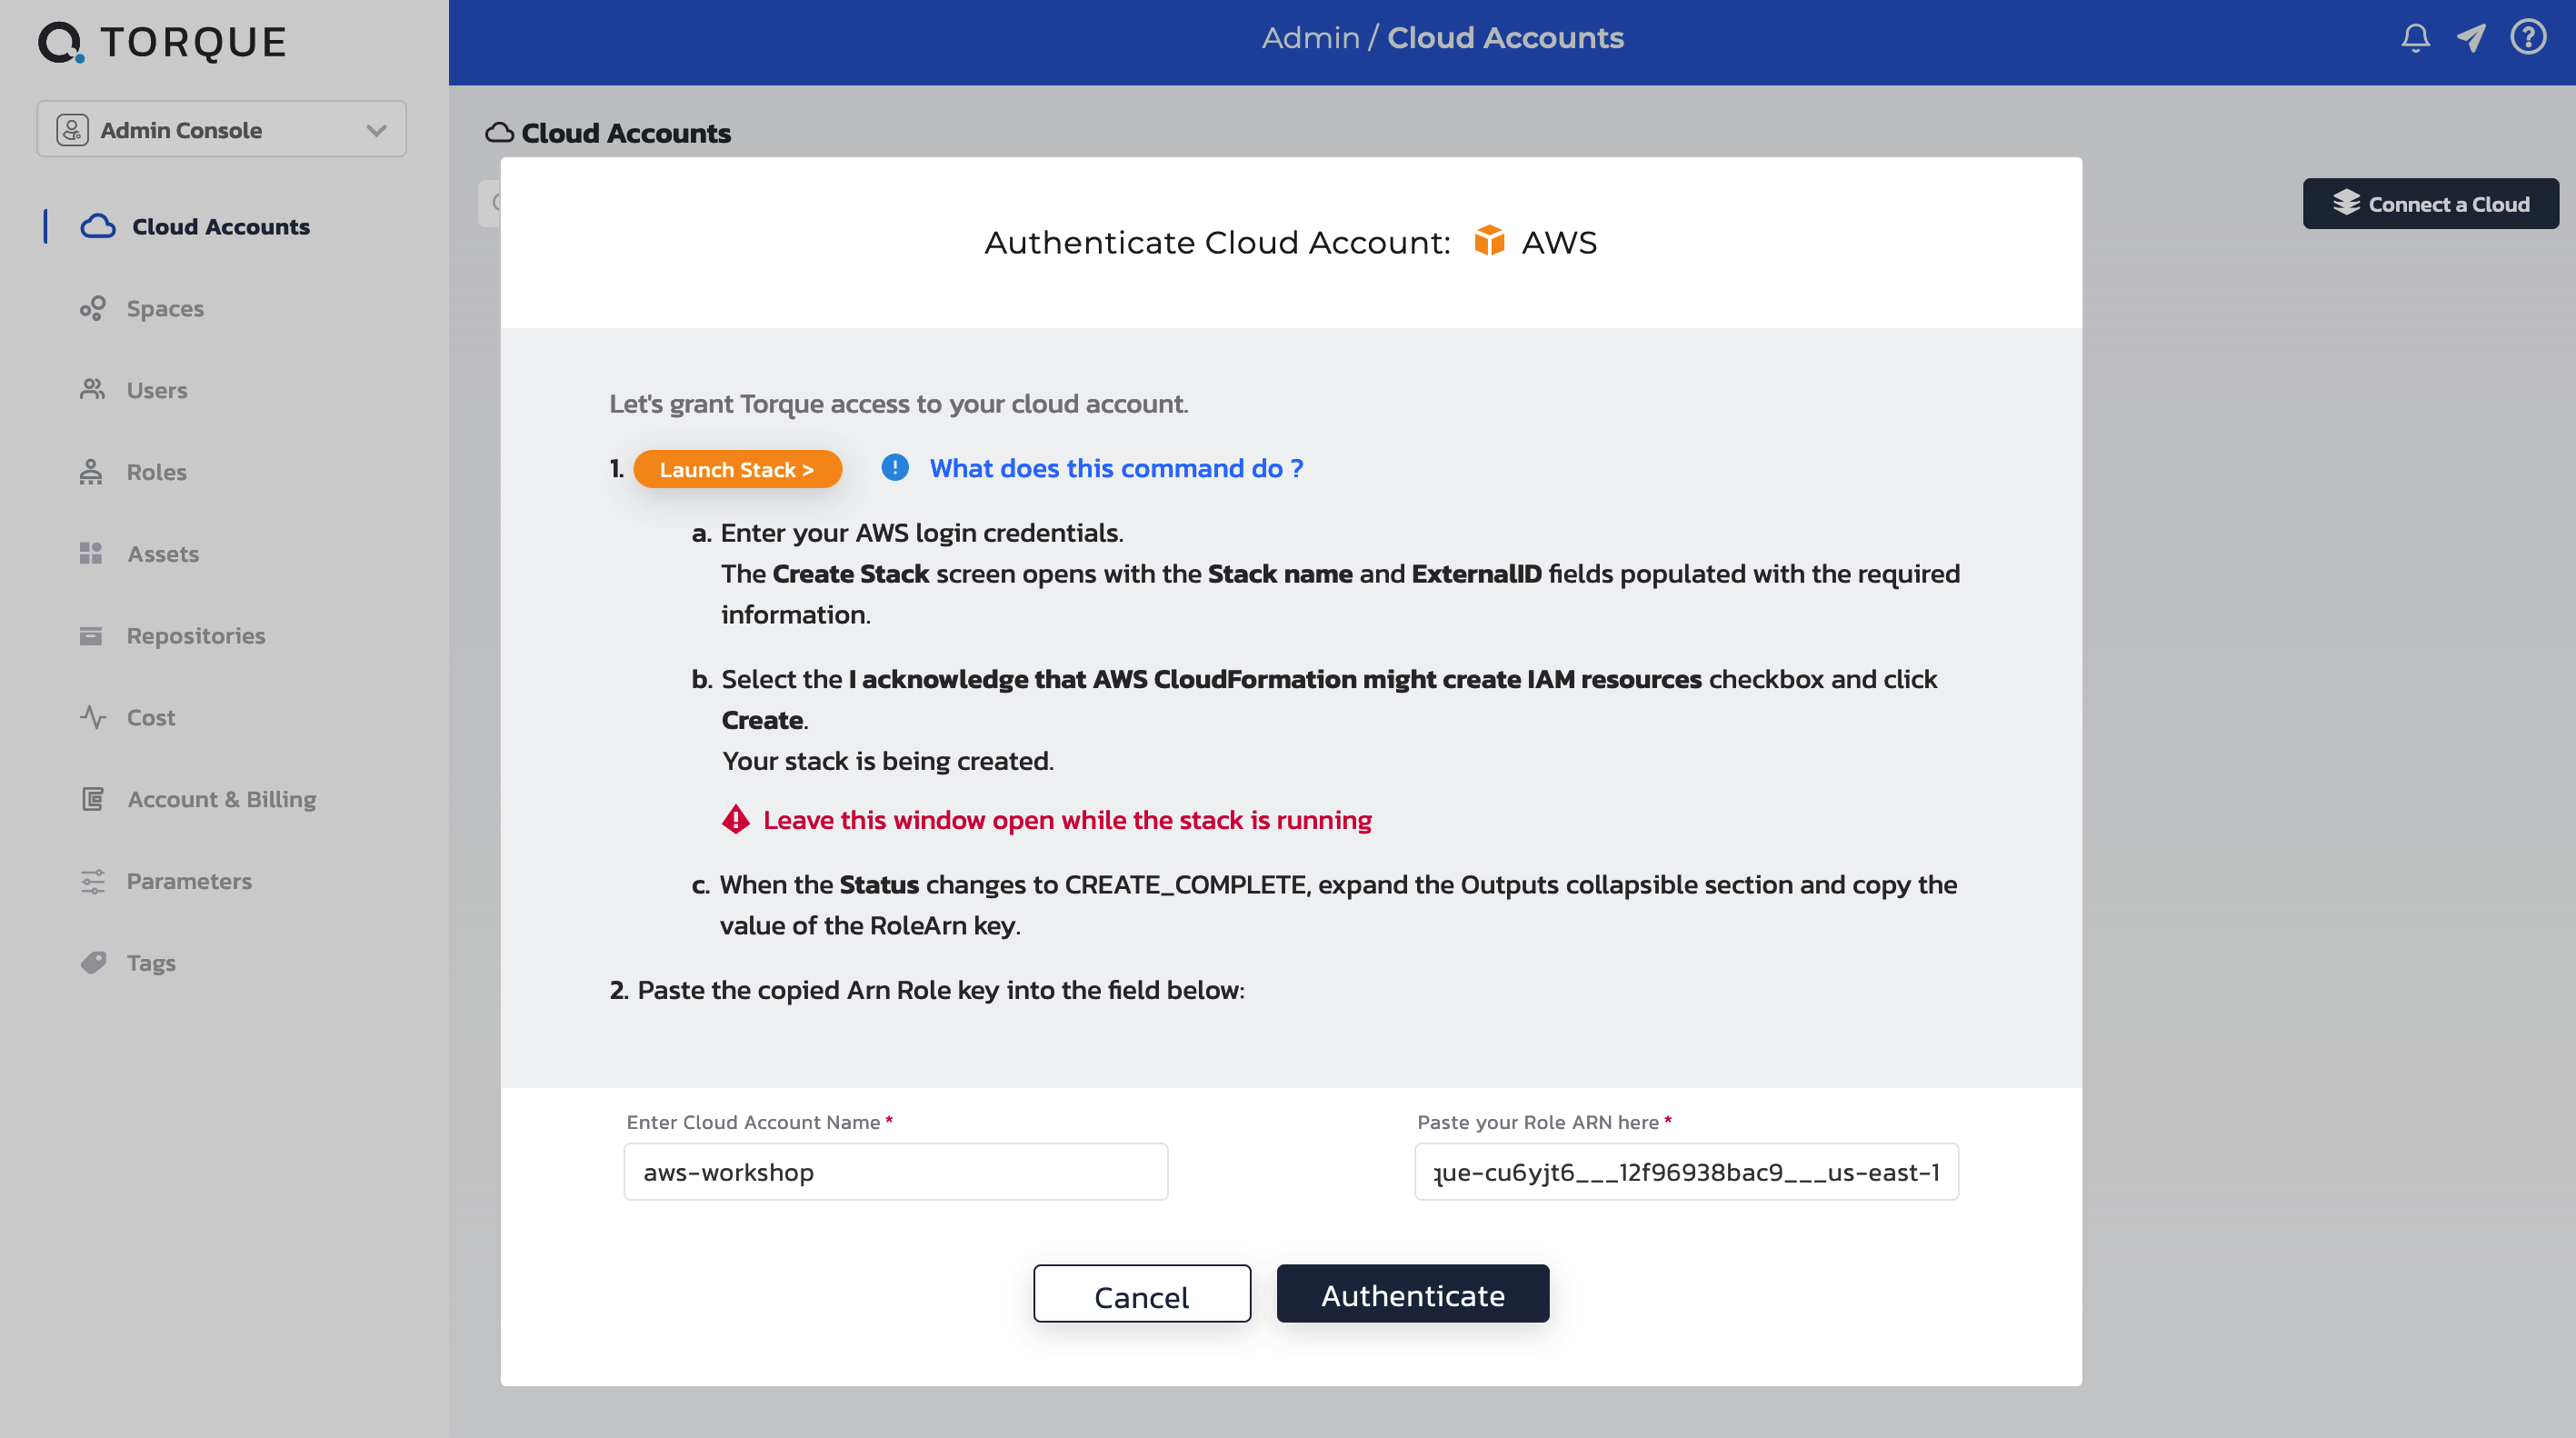 TORQUE
Admin / Cloud Accounts
Admin Console
Cloud Accounts
Spaces
Users
Roles
Assets
Repositories
Cost
Account & Billing
Parameters
Tags
Cloud Accounts
Connect a Cloud
Authenticate Cloud Account: AWS
Let's grant Torque access to your cloud account.
1. Launch Stack > What does this command do ?
a. Enter your AWS login credentials.
The Create Stack screen opens with the Stack name and ExternalID fields populated with the required
information.
b. Select the I acknowledge that AWS CloudFormation might create IAM resources checkbox and click
Create.
Your stack is being created.
Leave this window open while the stack is running
c. When the Status changes to CREATE_COMPLETE, expand the Outputs collapsible section and copy the
value of the RoleArn key.
2. Paste the copied Arn Role key into the field below:
Enter Cloud Account Name *
aws-workshop
Paste your Role ARN here *
que-cu6yjt6___12f96938bac9___us-east-1
Cancel
Authenticate